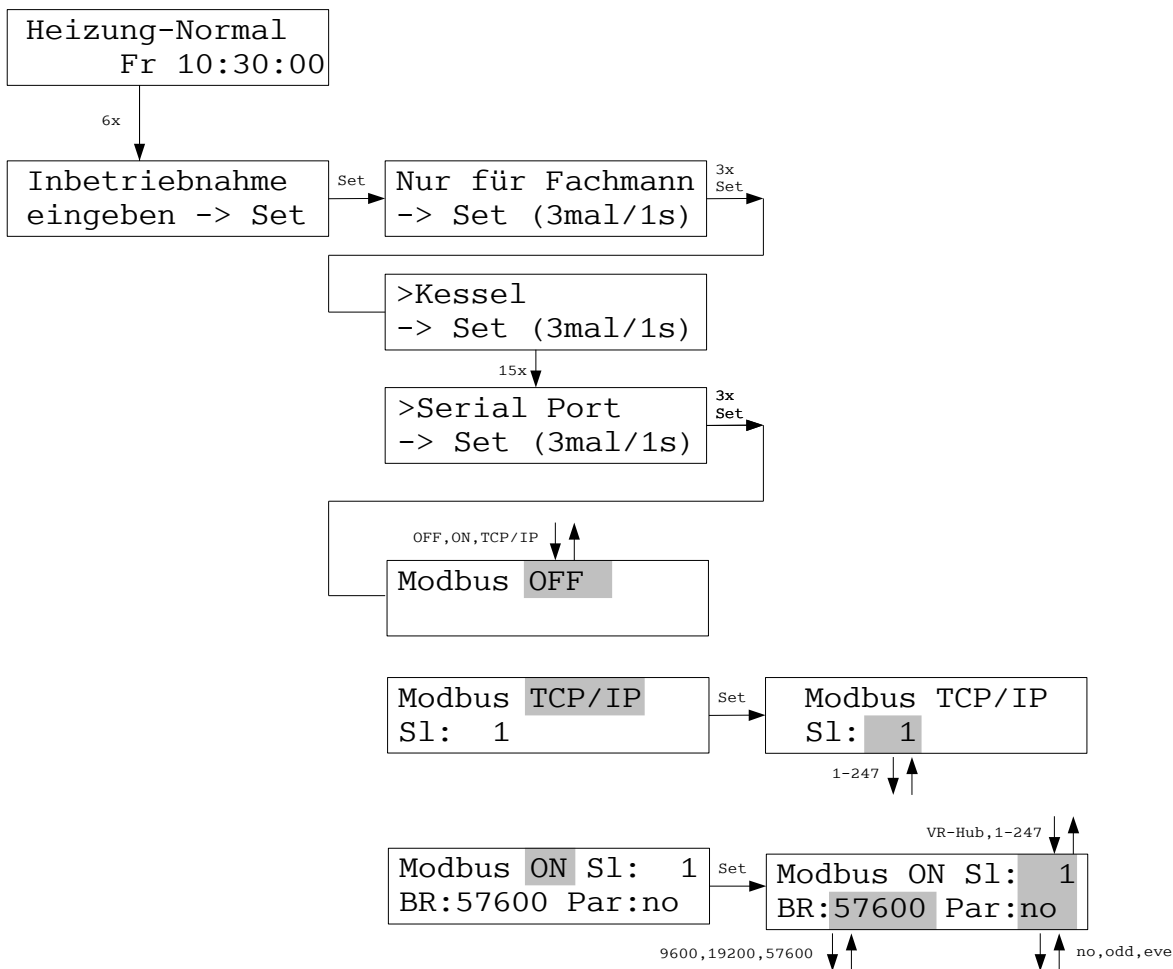 Heizung-Normal
Fr 10:30:00
6x
Inbetriebnahme
eingeben -> Set
Set
Nur für Fachmann
-> Set (3mal/1s)
3x
Set
>Kessel
-> Set (3mal/1s)
15x
>Serial Port
-> Set (3mal/1s)
3x
Set
OFF,ON,TCP/IP
Modbus OFF
Modbus TCP/IP
Sl: 1
Set
Modbus TCP/IP
Sl: 1
1-247
VR-Hub,1-247
Modbus ON Sl: 1
BR:57600 Par:no
Set
Modbus ON Sl: 1
BR:57600 Par:no
9600,19200,57600
no,odd,eve